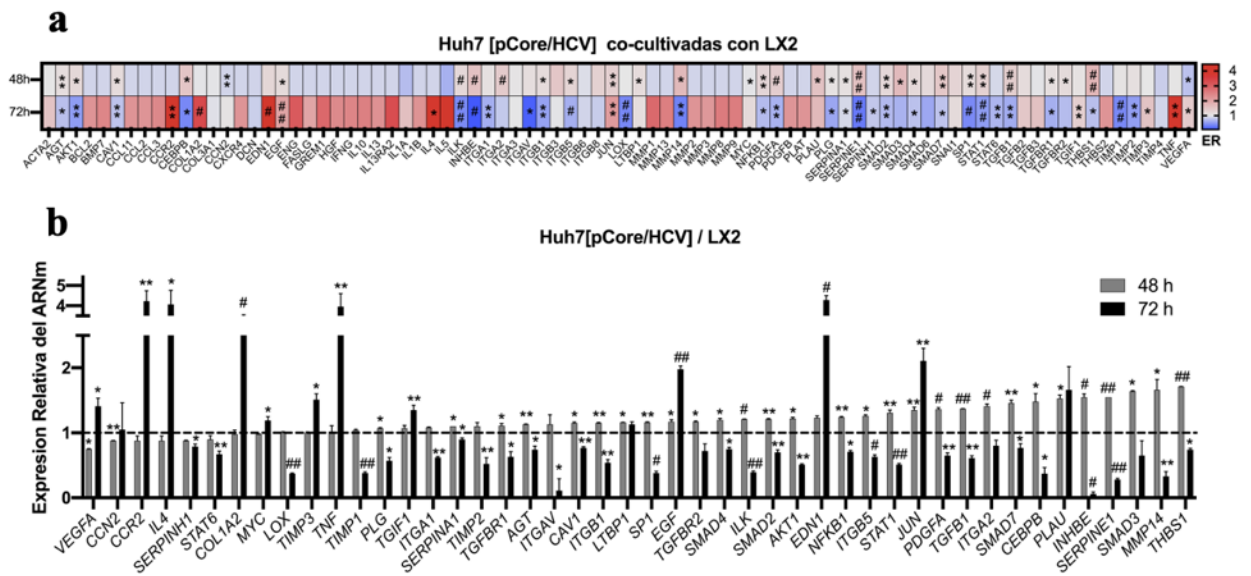 a
Huh7 [pCore/HCV] co-cultivadas con LX2
48h
** * * ** * # # * # * * ** * * ** # * * * ## ** * * ** ** ## * * ## *
72h
4
3
2
1
ER
ACTA2 AGT AKT1 BCL2 BMP7 CAV1 CCL11 CCL2 CCL3 CCR2 CEBPB COL1A2 COL3A1 CCN2 CXCR4 DCN EDN1 EGF ENG FASLG GREM1 HGF IFNG IL10 IL13 IL13RA2 IL1A IL1B IL4 IL5 ILK INHBE ITGA1 ITGA2 ITGAV ITGB1 ITGB3 ITGB5 ITGB6 ITGB8 JUN LOX LTBP1 MMP1 MMP13 MMP14 MMP2 MMP3 MMP8 MMP9 MYC NFKB1 PDGFA PDGFB PLAT PLAU PLG SERPINA1 SERPINE1 SERPINH1 SMAD2 SMAD3 SMAD4 SMAD6 SMAD7 SNAI1 SP1 STAT1 STAT6 TGFB1 TGFB2 TGFB3 TGFBR1 TGFBR2 TGIF1 THBS1 THBS2 TIMP1 TIMP2 TIMP3 TIMP4 TNF VEGFA
b
Huh7[pCore/HCV] / LX2
Expresion Relativa del ARNm
5
4
2
1
0
48 h
72 h
* * ** ** * * ** # * ## * ** ## * * * ** * * ** * ** ** * * ** * ** * ** * # * ## * * * # ## ** * * * # ** * * # ** ## ** ** # ** ## ** # ** * * * * # # ## ** * * ** ## *
VEGFA CCN2 CCR2 IL4 SERPINH1 STAT6 COL1A2 MYC LOX TIMP3 TNF TIMP1 PLG TGIF1 ITGA1 SERPINA1 TIMP2 TGFBR1 AGT ITGAV CAV1 ITGB1 LTBP1 SP1 EGF TGFBR2 SMAD4 ILK SMAD2 AKT1 EDN1 NFKB1 ITGB5 STAT1 JUN PDGFA TGFB1 ITGA2 SMAD7 CEBPB PLAU INHBE SERPINE1 SMAD3 MMP14 THBS1